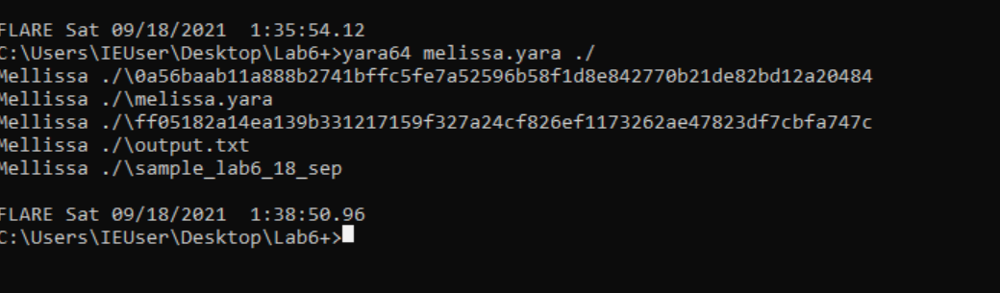 FLARE Sat 09/18/2021  1:35:54.12
C:\Users\IEUser\Desktop\Lab6+>yara64 melissa.yara ./
Mellissa ./\0a56baab11a888b2741bffc5fe7a52596b58f1d8e842770b21de82bd12a20484
Mellissa ./\melissa.yara
Mellissa ./\ff05182a14ea139b331217159f327a24cf826ef1173262ae47823df7cbfa747c
Mellissa ./\output.txt
Mellissa ./\sample_lab6_18_sep
FLARE Sat 09/18/2021  1:38:50.96
C:\Users\IEUser\Desktop\Lab6+>